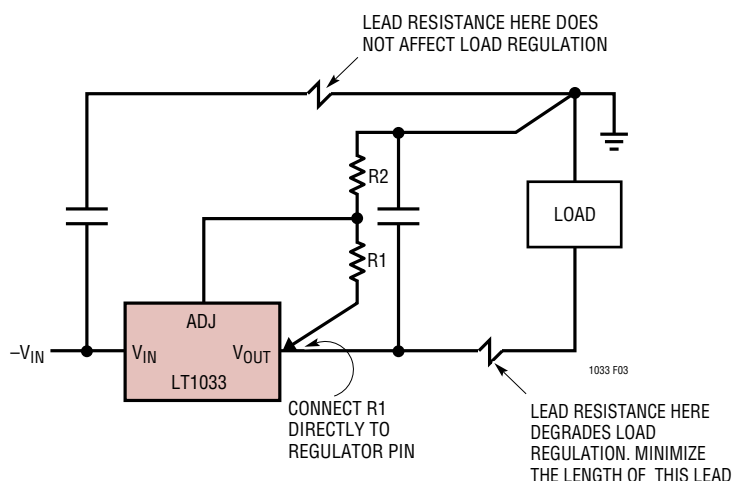 LEAD RESISTANCE HERE DOES
NOT AFFECT LOAD REGULATION
R2
LOAD
R1
ADJ
–VIN
VIN
VOUT
LT1033
1033 F03
CONNECT R1
DIRECTLY TO
REGULATOR PIN
LEAD RESISTANCE HERE
DEGRADES LOAD
REGULATION. MINIMIZE
THE LENGTH OF THIS LEAD